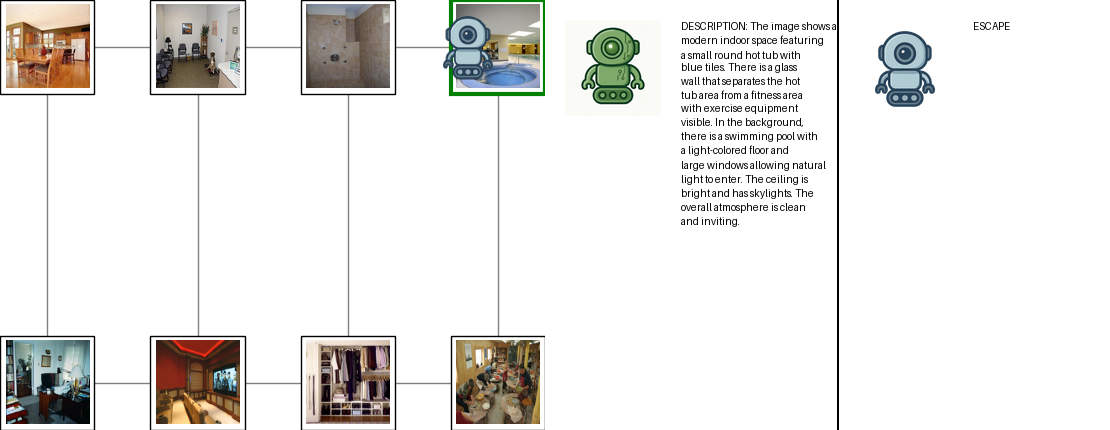 DESCRIPTION: The image shows a
modern indoor space featuring
a small round hot tub with
blue tiles. There is a glass
wall that separates the hot
tub area from a fitness area
with exercise equipment
visible. In the background,
there is a swimming pool with
a light-colored floor and
large windows allowing natural
light to enter. The ceiling is
bright and has skylights. The
overall atmosphere is clean
and inviting.
ESCAPE